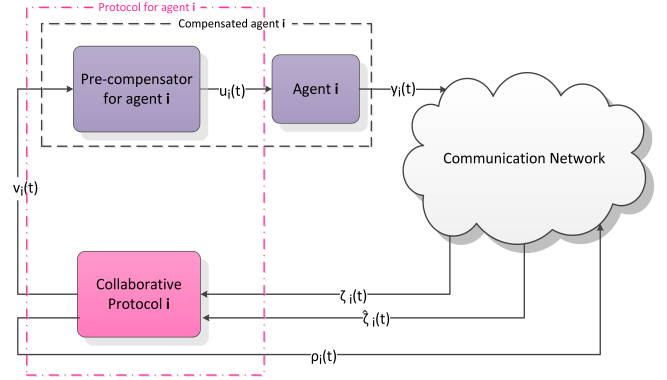 Protocol for agent i
Compensated agent i
Pre-compensator
for agent i
uᵢ(t)
Agent i
yᵢ(t)
Communication Network
vᵢ(t)
Collaborative
Protocol i
ζ ᵢ(t)
ζ̂ ᵢ(t)
ρᵢ(t)